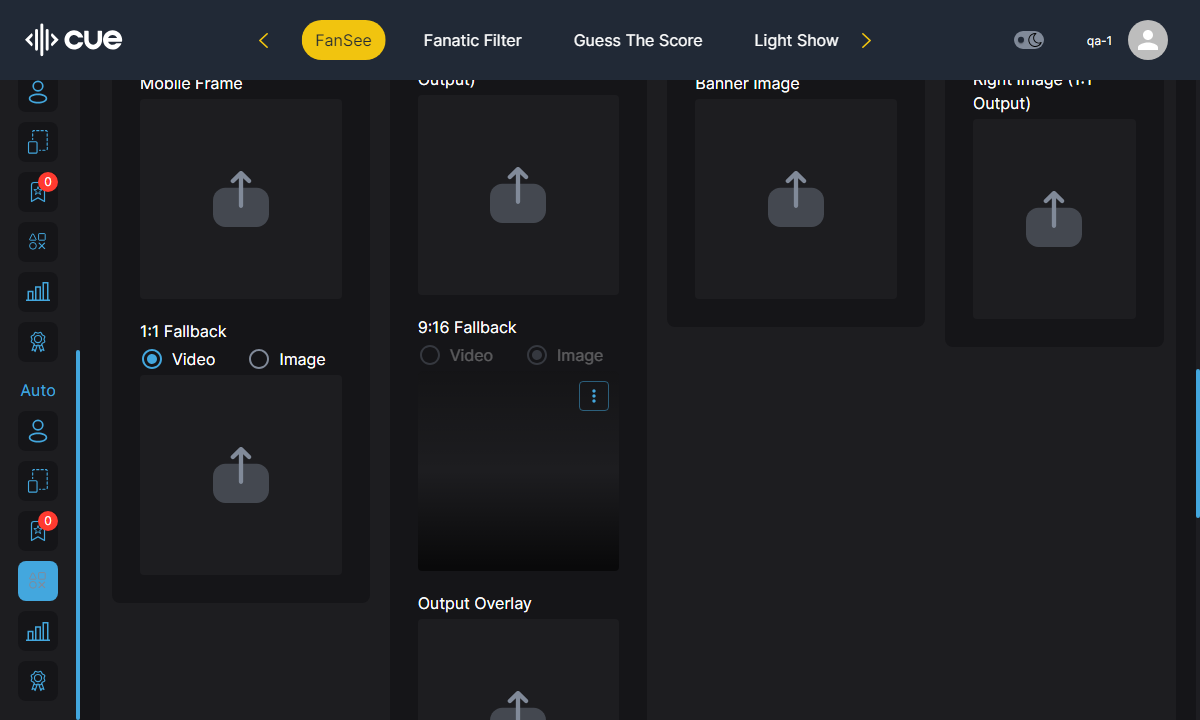 cue
FanSee
Fanatic Filter
Guess The Score
Light Show
qa-1
Mobile Frame
Output)
Banner Image
Right Image (1:1
Output)
0
1:1 Fallback
Video
Image
9:16 Fallback
Video
Image
Auto
0
Output Overlay